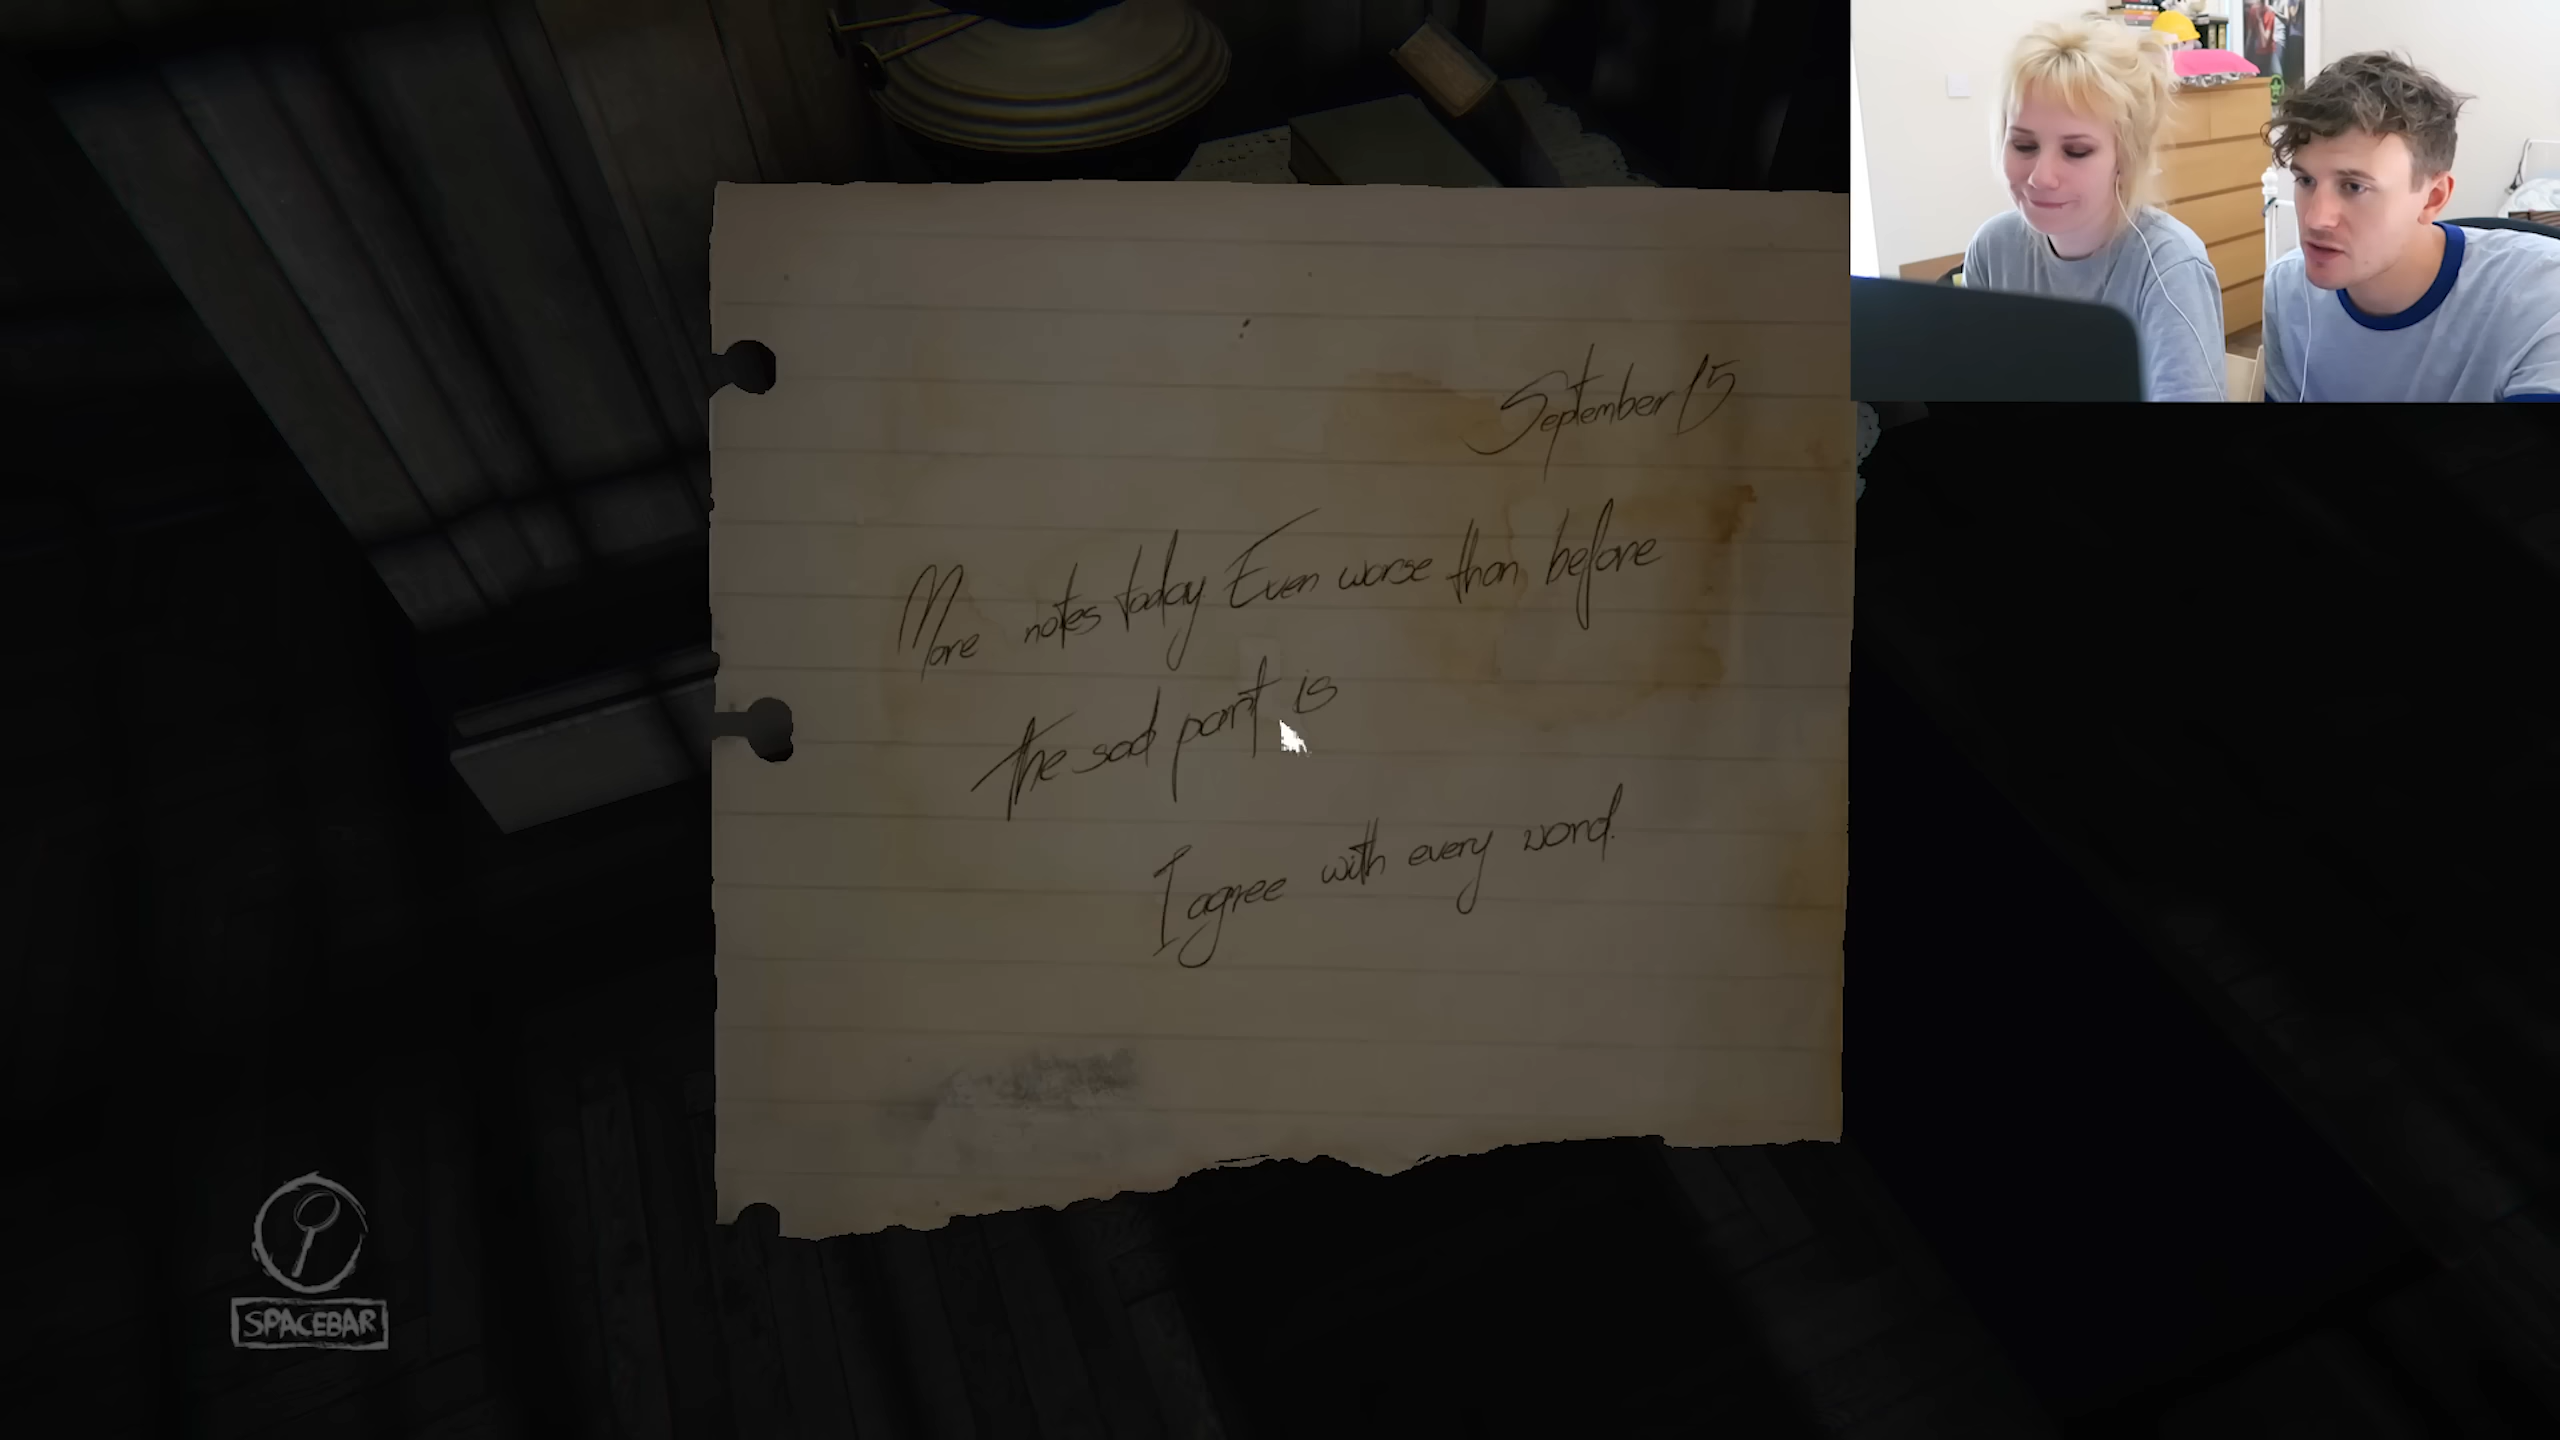 September 15
More notes today Even worse than before
the sad part is
I agree with every word.
SPACEBAR